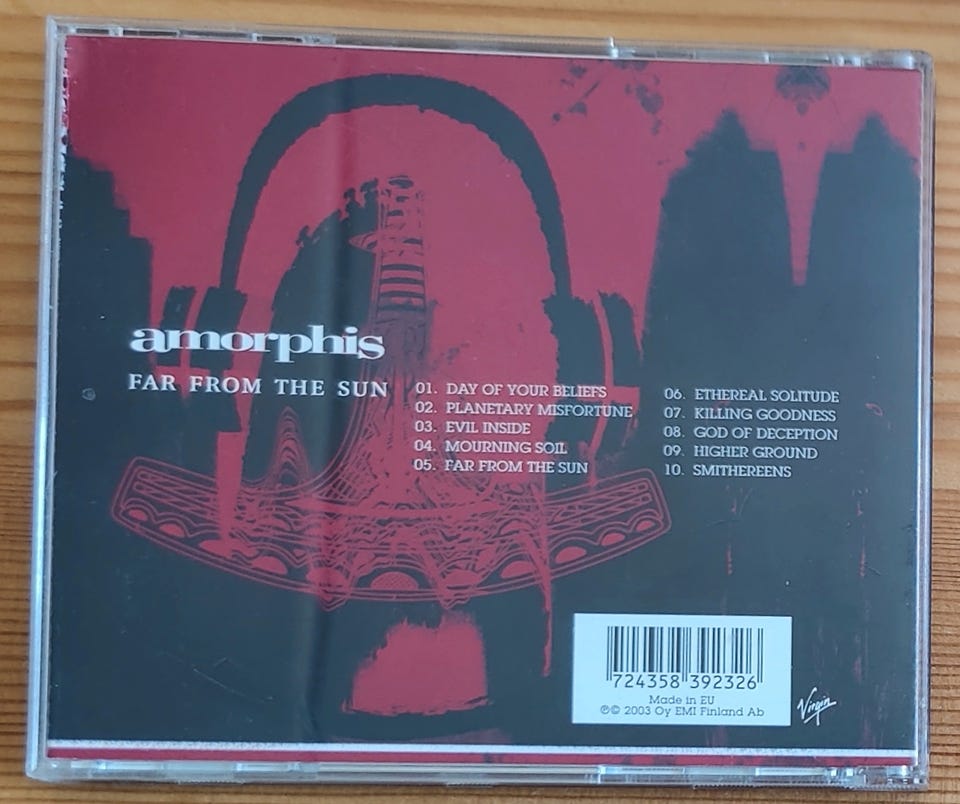 amorphis
FAR FROM THE SUN
01. DAY OF YOUR BELIEFS
02. PLANETARY MISFORTUNE
03. EVIL INSIDE
04. MOURNING SOIL
05. FAR FROM THE SUN
06. ETHEREAL SOLITUDE
07. KILLING GOODNESS
08. GOD OF DECEPTION
09. HIGHER GROUND
10. SMITHEREENS
724358 392326
Made in EU
℗© 2003 Oy EMI Finland Ab
Virgin